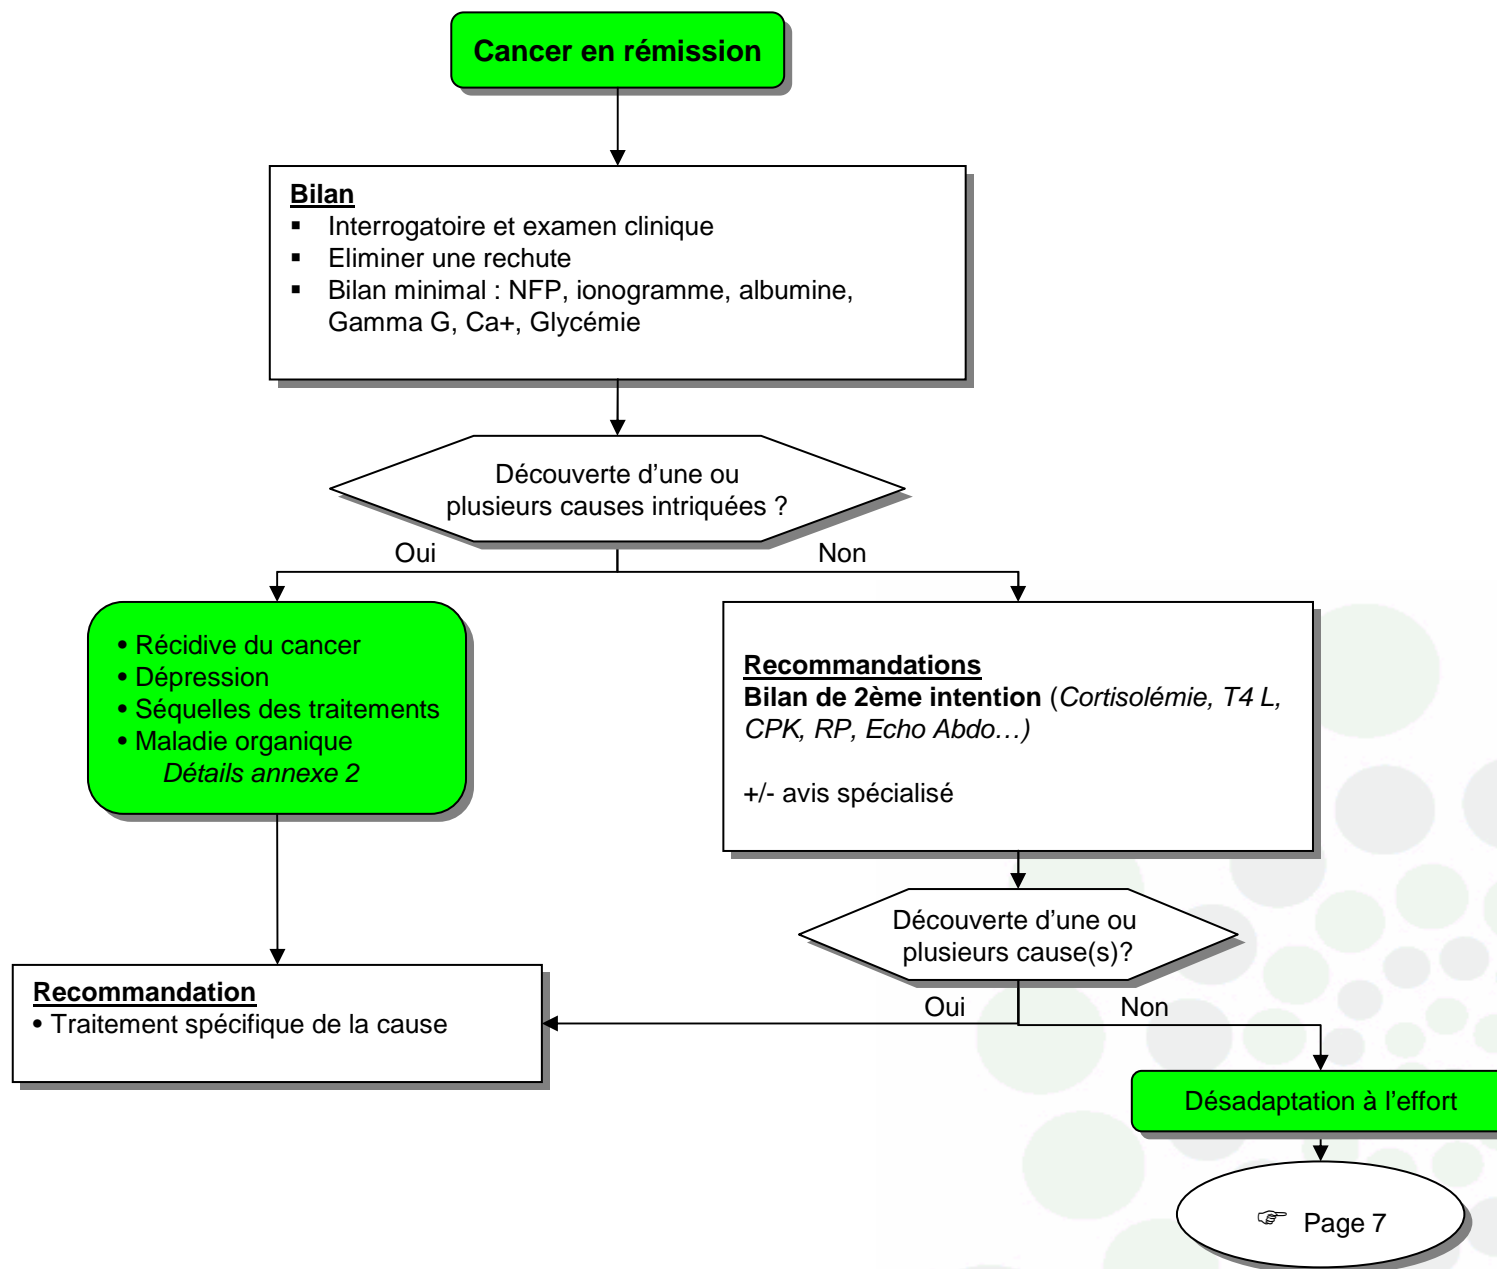 Cancer en rémission
Bilan
▪ Interrogatoire et examen clinique
▪ Eliminer une rechute
▪ Bilan minimal : NFP, ionogramme, albumine,
Gamma G, Ca+, Glycémie
Découverte d’une ou
plusieurs causes intriquées ?
Oui
Non
• Récidive du cancer
• Dépression
• Séquelles des traitements
• Maladie organique
Détails annexe 2
Recommandations
Bilan de 2ème intention (Cortisolémie, T4 L,
CPK, RP, Echo Abdo…)
+/- avis spécialisé
Découverte d’une ou
plusieurs cause(s)?
Oui
Non
Recommandation
• Traitement spécifique de la cause
Désadaptation à l’effort
☞ Page 7